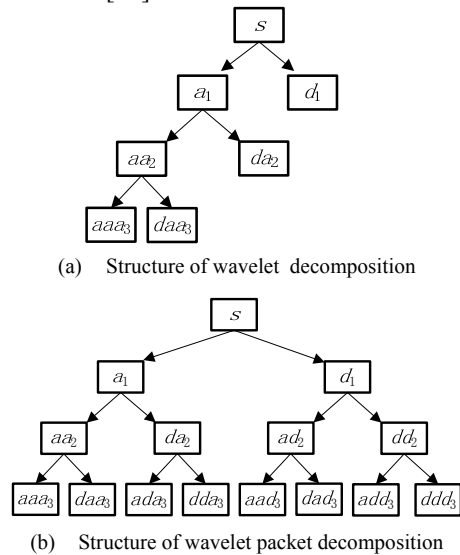 s
a₁ d₁
aa₂ da₂
aaa₃ daa₃
(a) Structure of wavelet decomposition
s
a₁ d₁
aa₂ da₂ ad₂ dd₂
aaa₃ daa₃ ada₃ dda₃ aad₃ dad₃ add₃ ddd₃
(b) Structure of wavelet packet decomposition